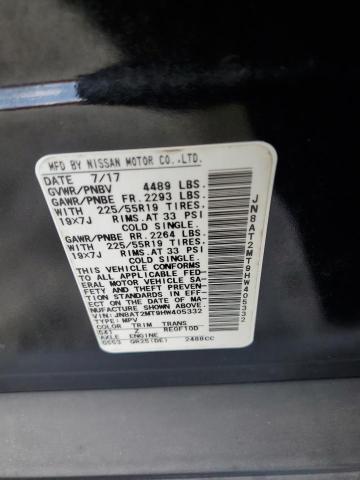 MFD BY NISSAN MOTOR CO.,LTD.
DATE 7/17
GVWR/PNBV 4489 LBS.
GAWR/PNBE FR. 2293 LBS.
WITH 225/55R19 TIRES.
19X7J RIMS. AT 33 PSI
COLD SINGLE.
GAWR/PNBE RR. 2264 LBS.
WITH 225/55R19 TIRES.
19X7J RIMS. AT 33 PSI
COLD SINGLE.
THIS VEHICLE CONFORMS
TO ALL APPLICABLE FED-
ERAL MOTOR VEHICLE SA-
FETY AND THEFT PREVEN-
TION STANDARDS IN EFF-
ECT ON THE DATE OF MA-
NUFACTURE SHOWN ABOVE.
VIN:JN8AT2MT9HW405332
TYPE:MPV
TRIM TRANS
Z RE0F10D
AXLE ENGINE
QR25(DE) 2488CC
JN8AT2MT9HW405332